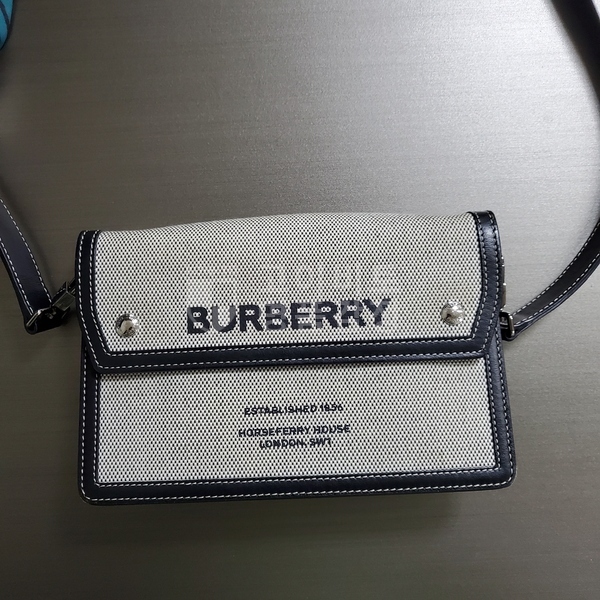 BURBERRY
ESTABLISHED 1856
HORSEFERRY HOUSE
LONDON, SW1